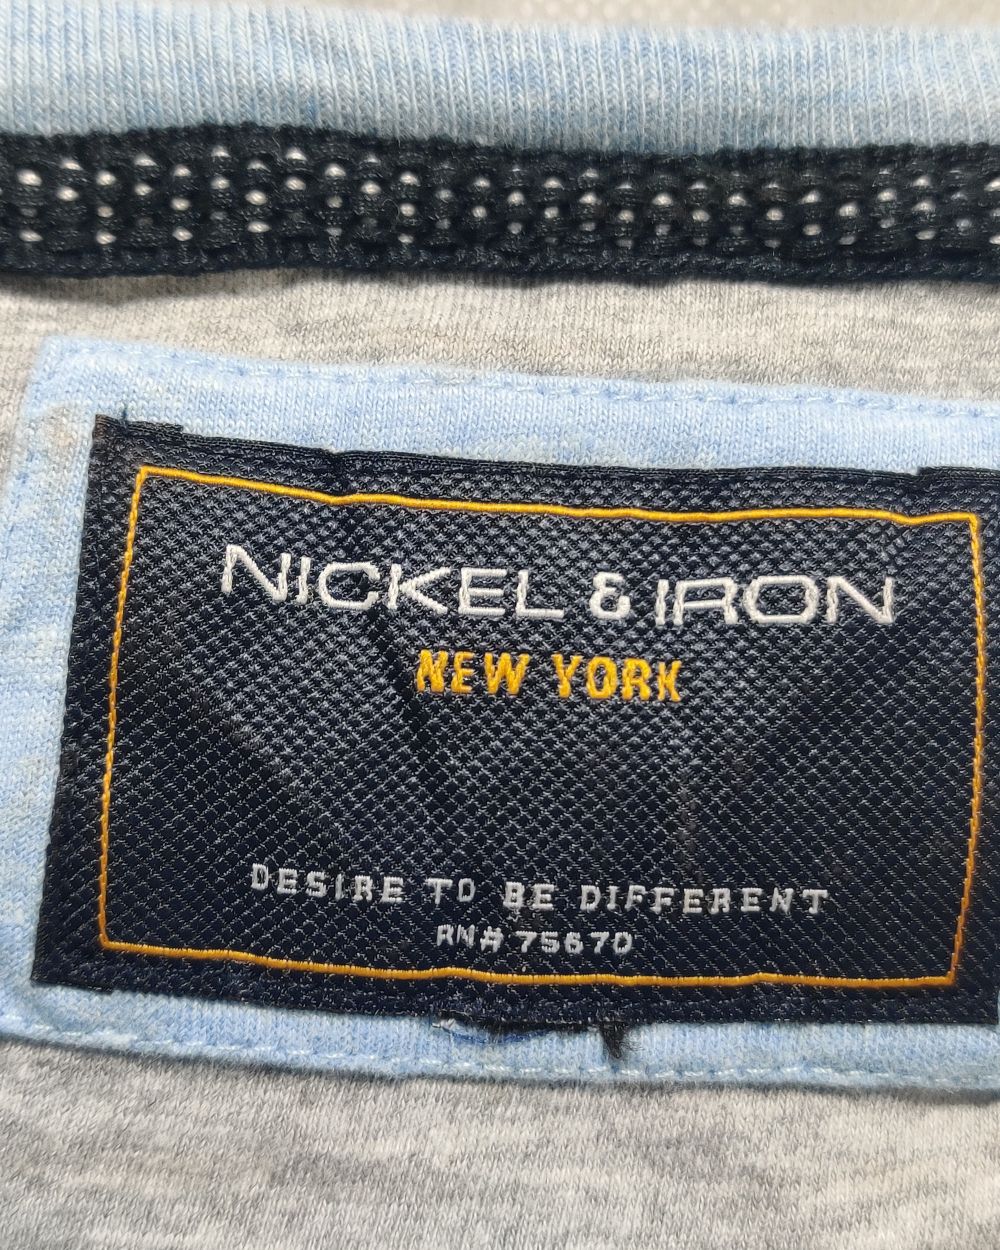 NICKEL & IRON
NEW YORK
DESIRE TO BE DIFFERENT
RN# 75670